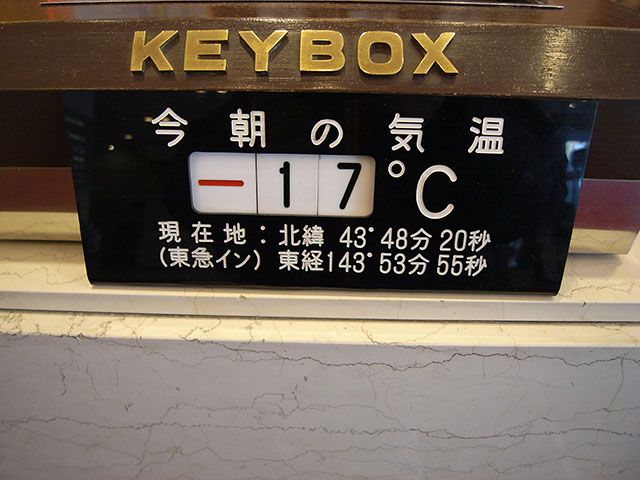 KEYBOX
今朝の気温
-17°C
現在地：北緯 43°48分 20秒
(東急イン) 東経143°53分 55秒